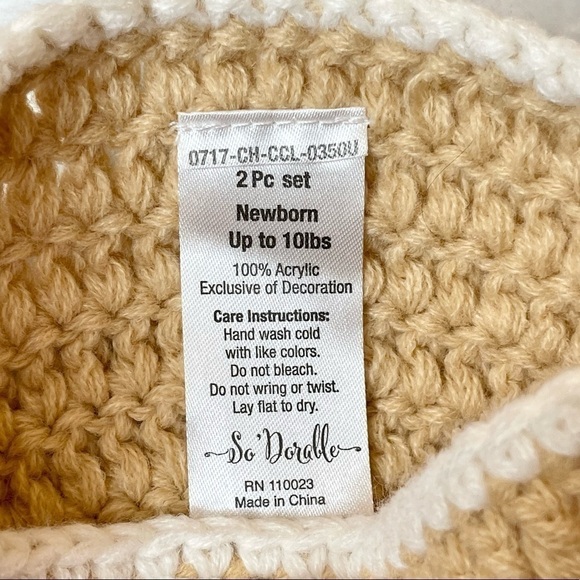 0717-CH-CCL-0350U
2 Pc set
Newborn
Up to 10lbs
100% Acrylic
Exclusive of Decoration
Care Instructions:
Hand wash cold
with like colors.
Do not bleach.
Do not wring or twist.
Lay flat to dry.
So'Dorable
RN 110023
Made in China